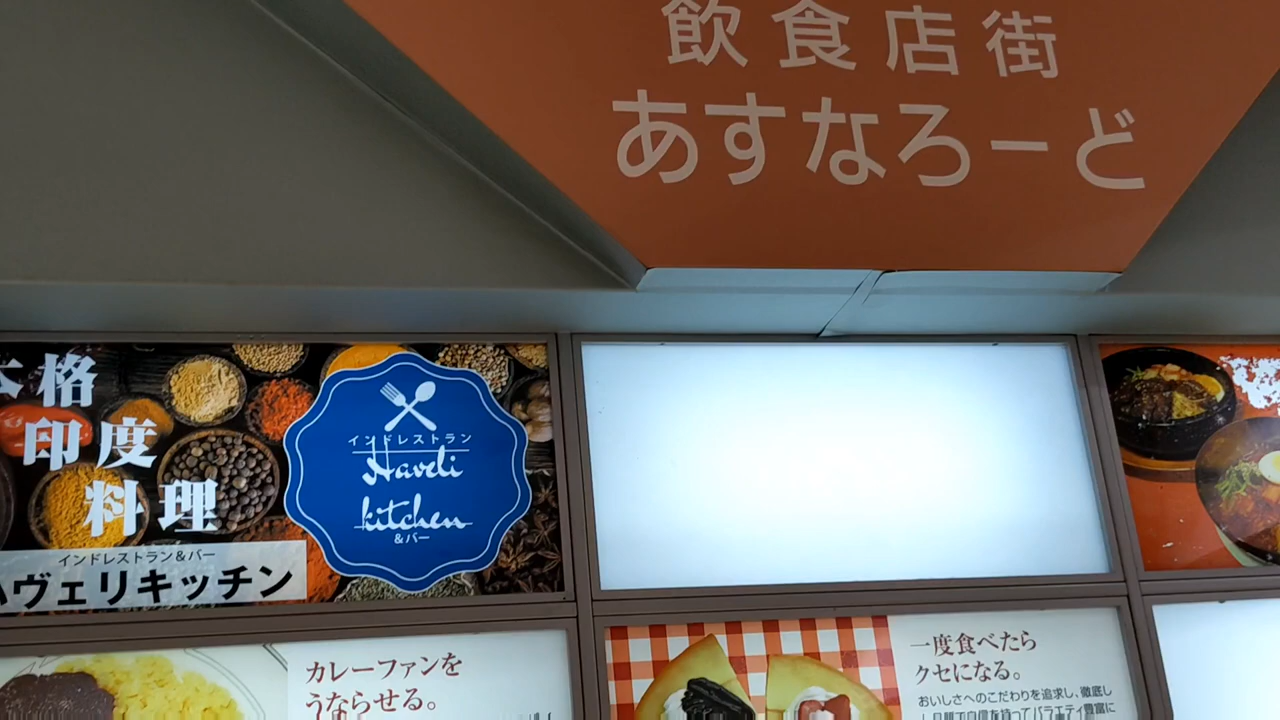 飲食店街
あすなろーど
本格
印度
料理
インドレストラン
Haveli
kitchen
&バー
インドレストラン&バー
ハヴェリキッチン
カレーファンを
うならせる。
一度食べたら
クセになる。
おいしさへのこだわりを追求し、徹底し